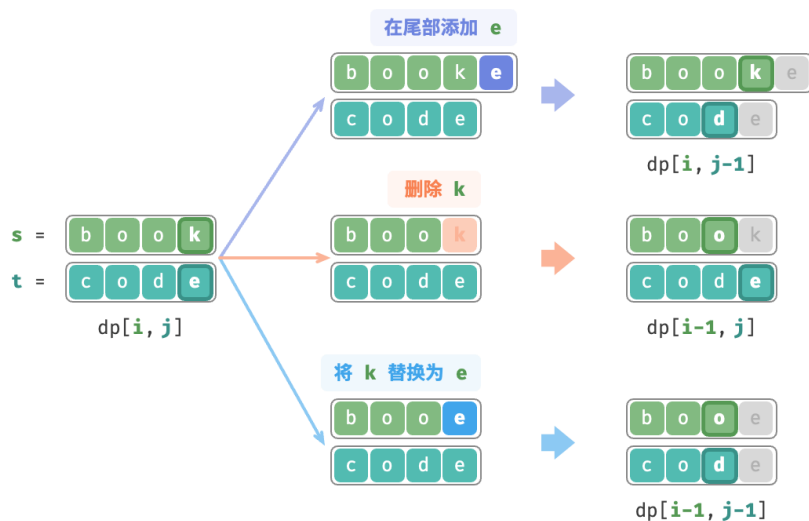 在尾部添加 e
b o o k e
c o d e
b o o k e
c o d e
dp[i, j-1]
删除 k
s = b o o k
t = c o d e
dp[i, j]
b o o k
c o d e
b o o k
c o d e
dp[i-1, j]
将 k 替换为 e
b o o e
c o d e
b o o e
c o d e
dp[i-1, j-1]